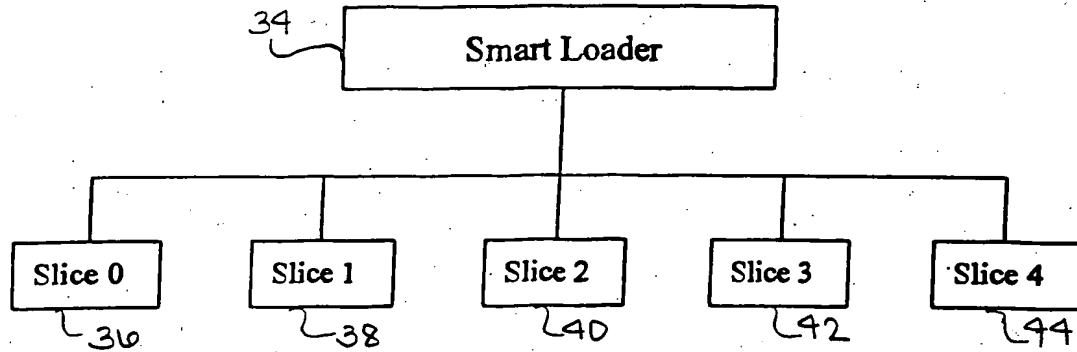 34
Smart Loader
Slice 0
Slice 1
Slice 2
Slice 3
Slice 4
36
38
40
42
44